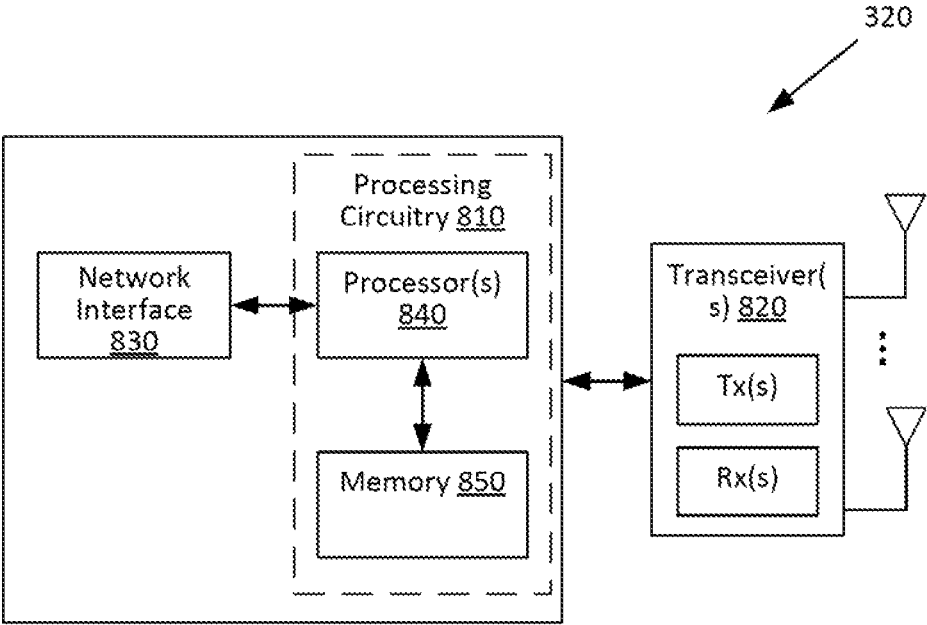 320
Processing
Circuitry 810
Network
Interface
830
Processor(s)
840
Transceiver(
s) 820
Tx(s)
Memory 850
Rx(s)